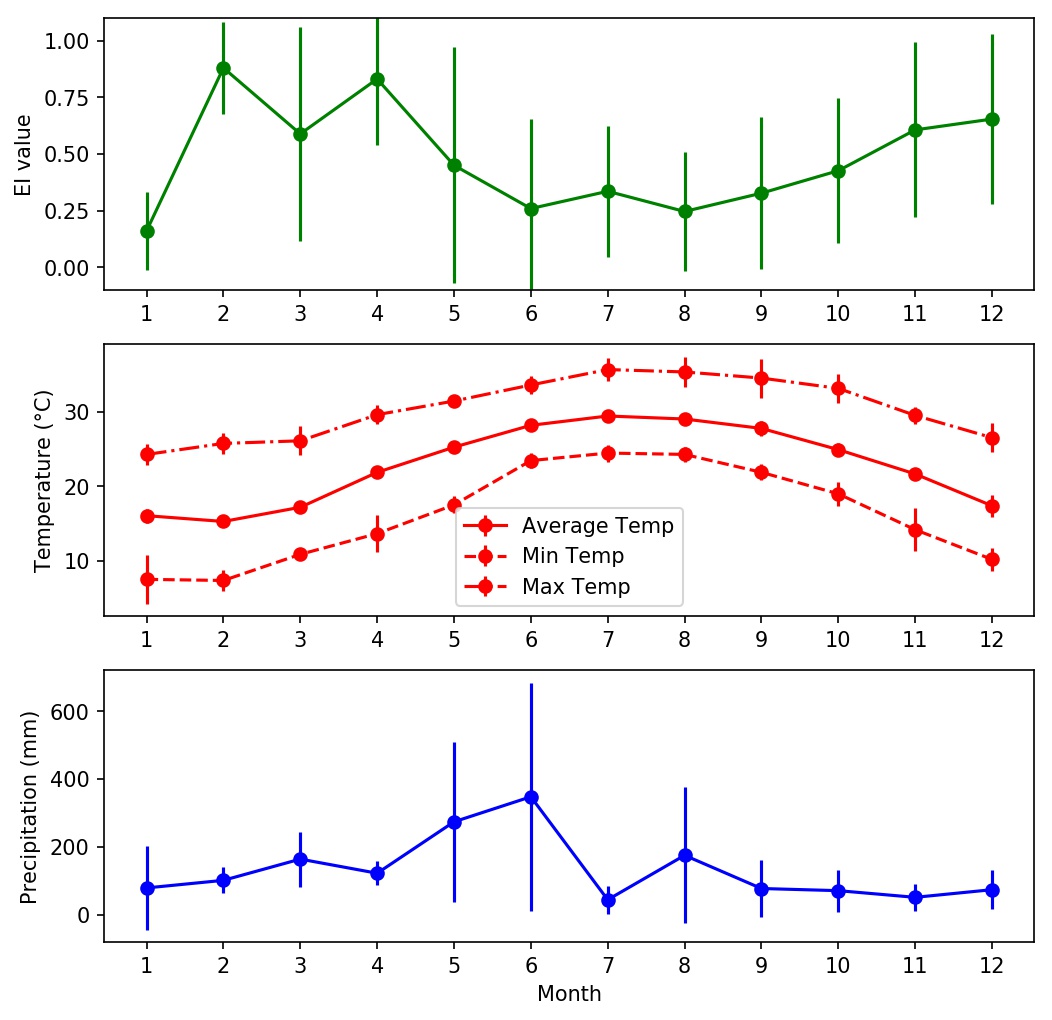 EI value
1.00
0.75
0.50
0.25
0.00
1 2 3 4 5 6 7 8 9 10 11 12
Temperature (°C)
30
20
10
Average Temp
Min Temp
Max Temp
1 2 3 4 5 6 7 8 9 10 11 12
Precipitation (mm)
600
400
200
0
1 2 3 4 5 6 7 8 9 10 11 12
Month